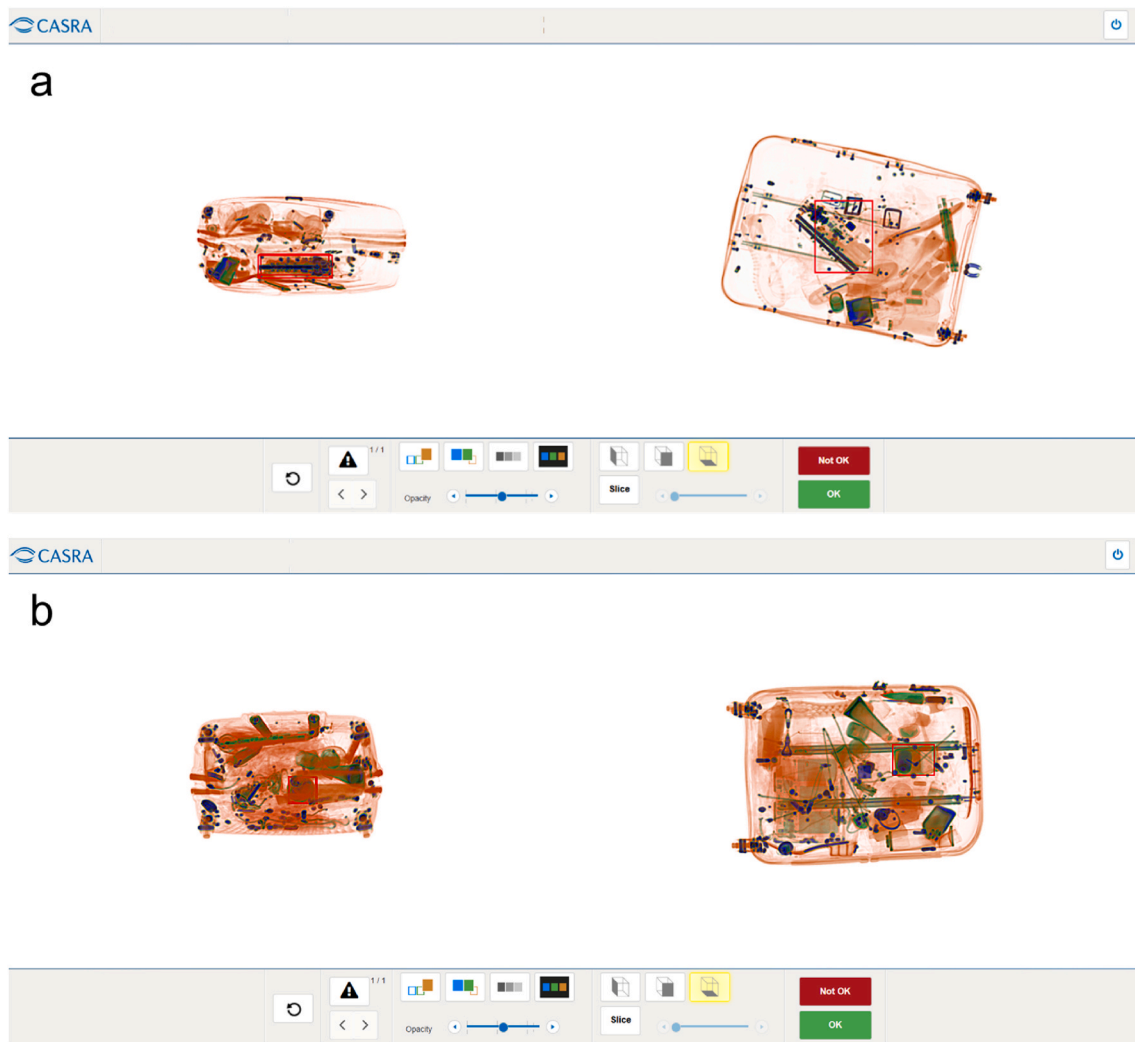 CASRA
a
1 / 1
Opacity
Slice
Not OK
OK
CASRA
b
1 / 1
Opacity
Slice
Not OK
OK